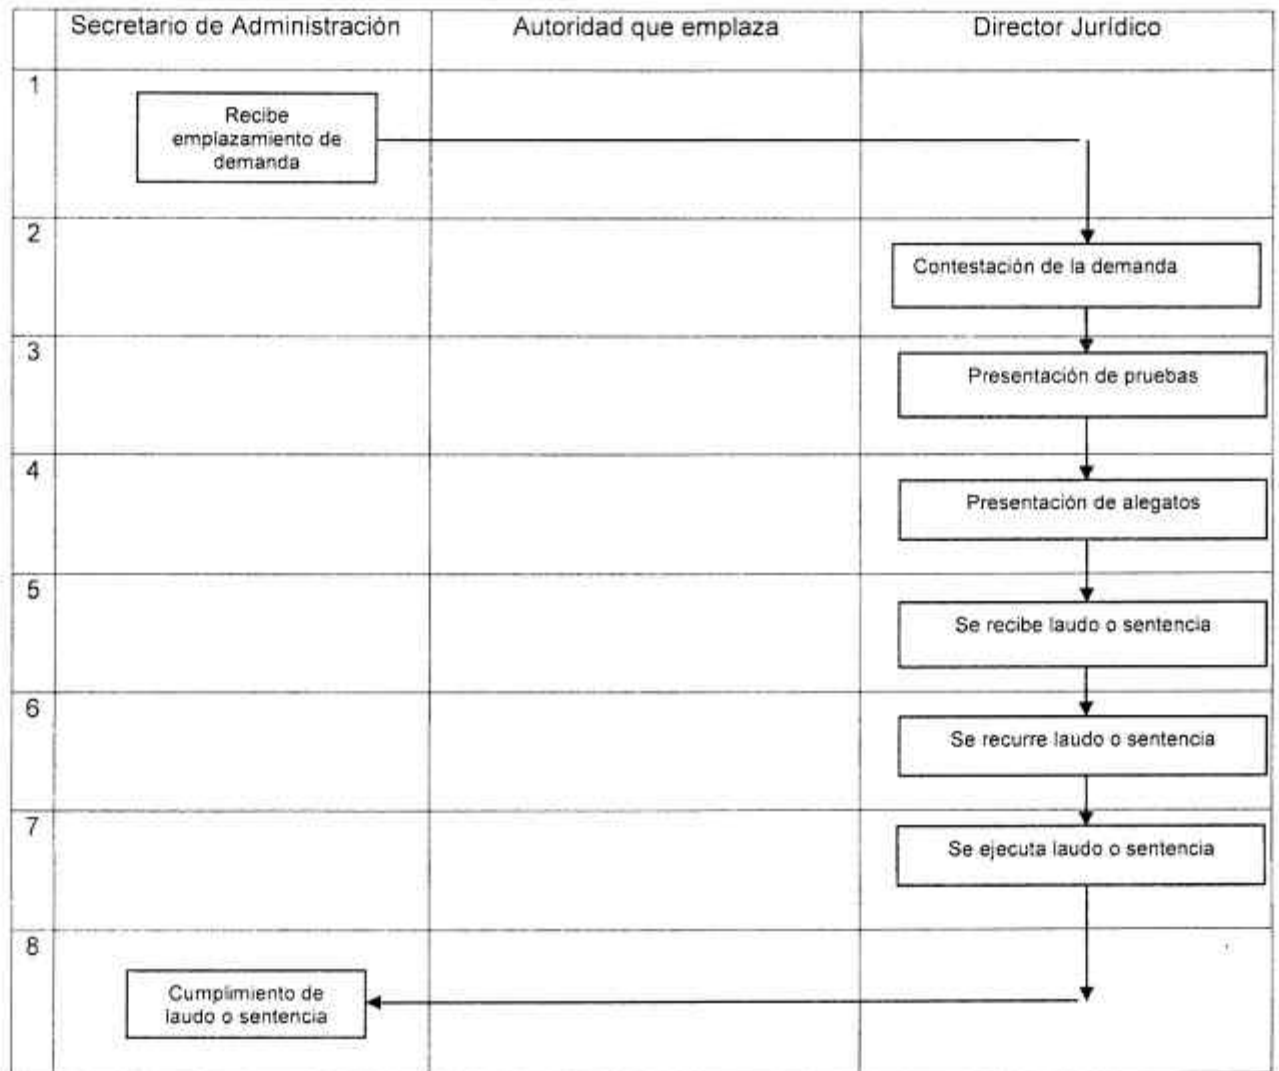 Secretario de Administración
Autoridad que emplaza
Director Jurídico
1
Recibe
emplazamiento de
demanda
2
Contestación de la demanda
3
Presentación de pruebas
4
Presentación de alegatos
5
Se recibe laudo o sentencia
6
Se recurre laudo o sentencia
7
Se ejecuta laudo o sentencia
8
Cumplimiento de
laudo o sentencia